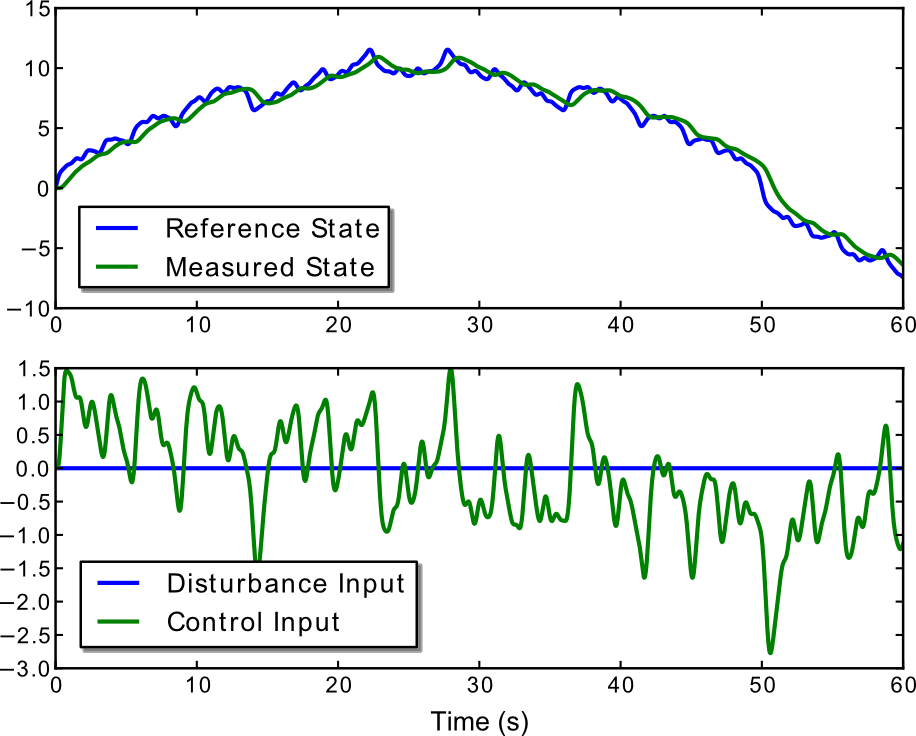 15
10
5
0
−5
−10
0 10 20 30 40 50 60
Reference State
Measured State
1.5
1.0
0.5
0.0
−0.5
−1.0
−1.5
−2.0
−2.5
−3.0
0 10 20 30 40 50 60
Disturbance Input
Control Input
Time (s)